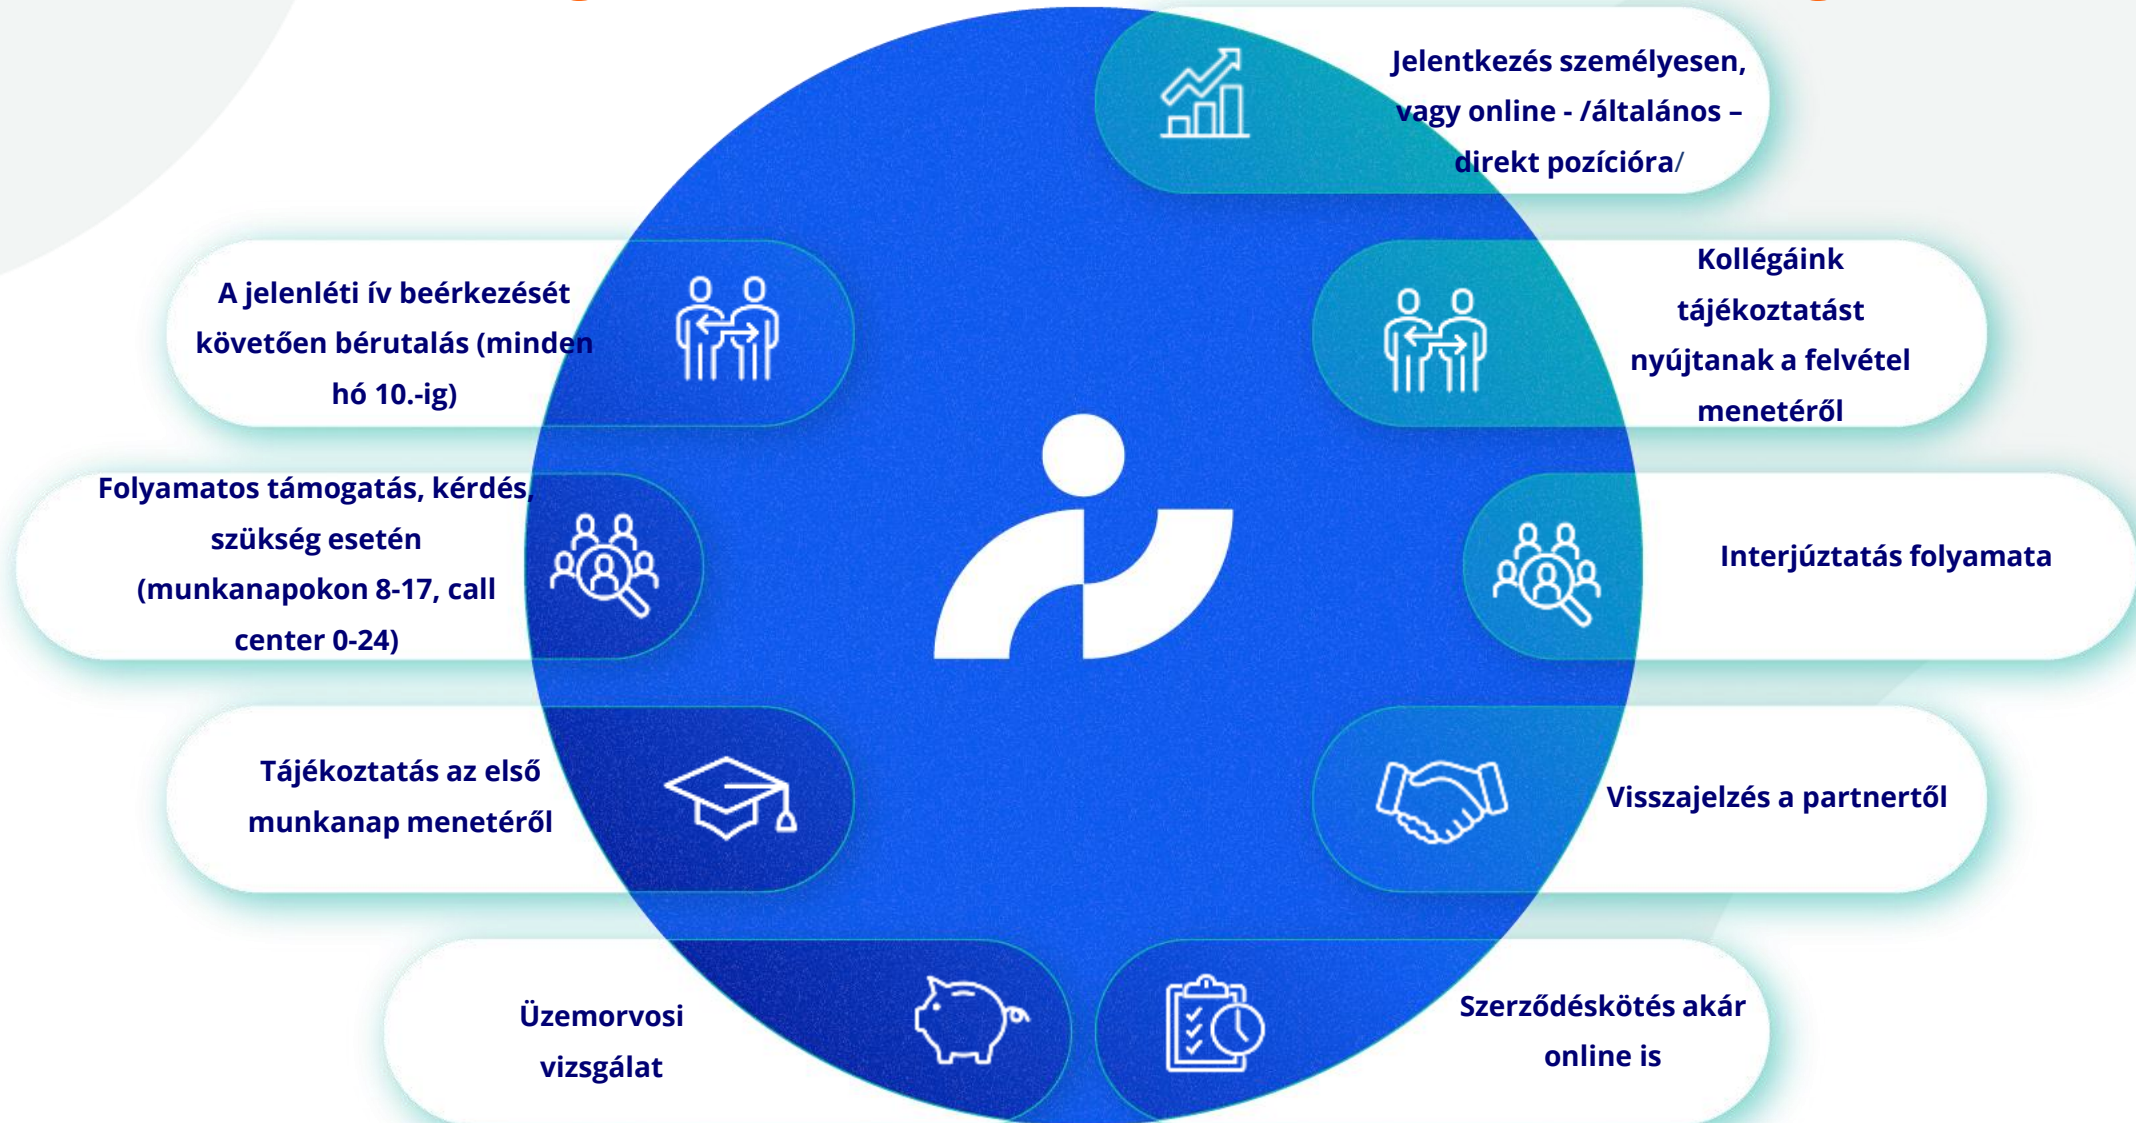 Jelentkezés személyesen,
vagy online - /általános –
direkt pozícióra/
Kollégáink
tájékoztatást
nyújtanak a felvétel
menetéről
Interjúztatás folyamata
Visszajelzés a partnertől
Szerződéskötés akár
online is
Üzemorvosi
vizsgálat
Tájékoztatás az első
munkanap menetéről
Folyamatos támogatás, kérdés,
szükség esetén
(munkanapokon 8-17, call
center 0-24)
A jelenléti ív beérkezését
követően bérutalás (minden
hó 10.-ig)